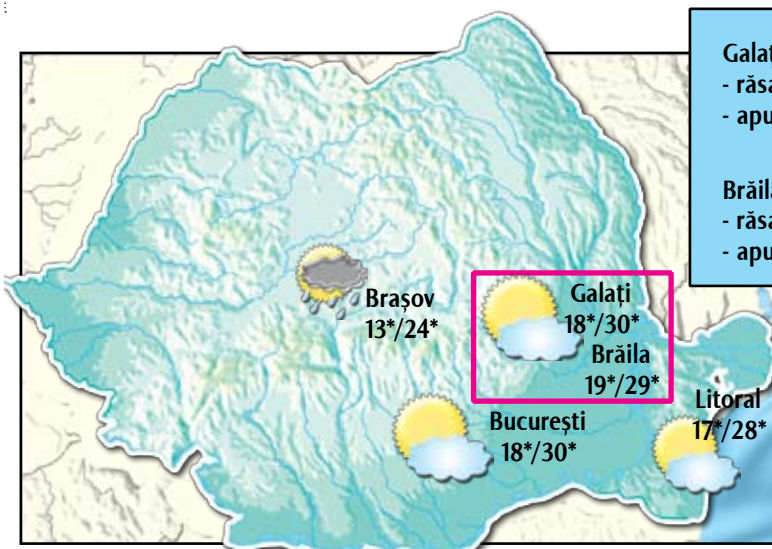 Galaț
- răsa
- apu
Brăila
- răsa
- apu
Brașov
13*/24*
Galați
18*/30*
Brăila
19*/29*
București
18*/30*
Litoral
17*/28*